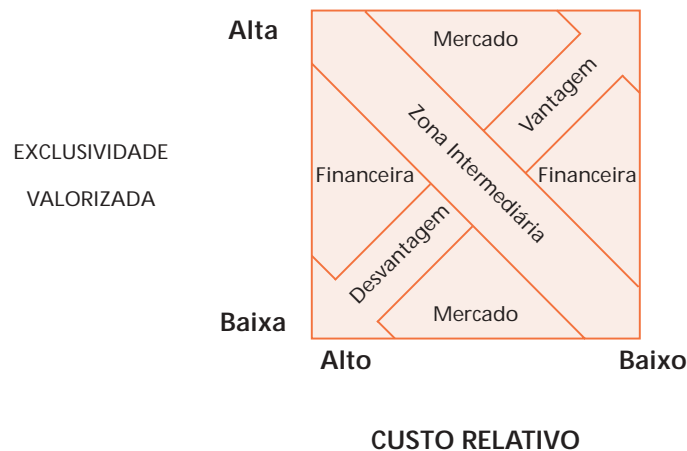 Alta
Mercado
Vantagem
Zona Intermediária
EXCLUSIVIDADE
VALORIZADA
Financeira
Financeira
Desvantagem
Mercado
Baixa
Alto
Baixo
CUSTO RELATIVO